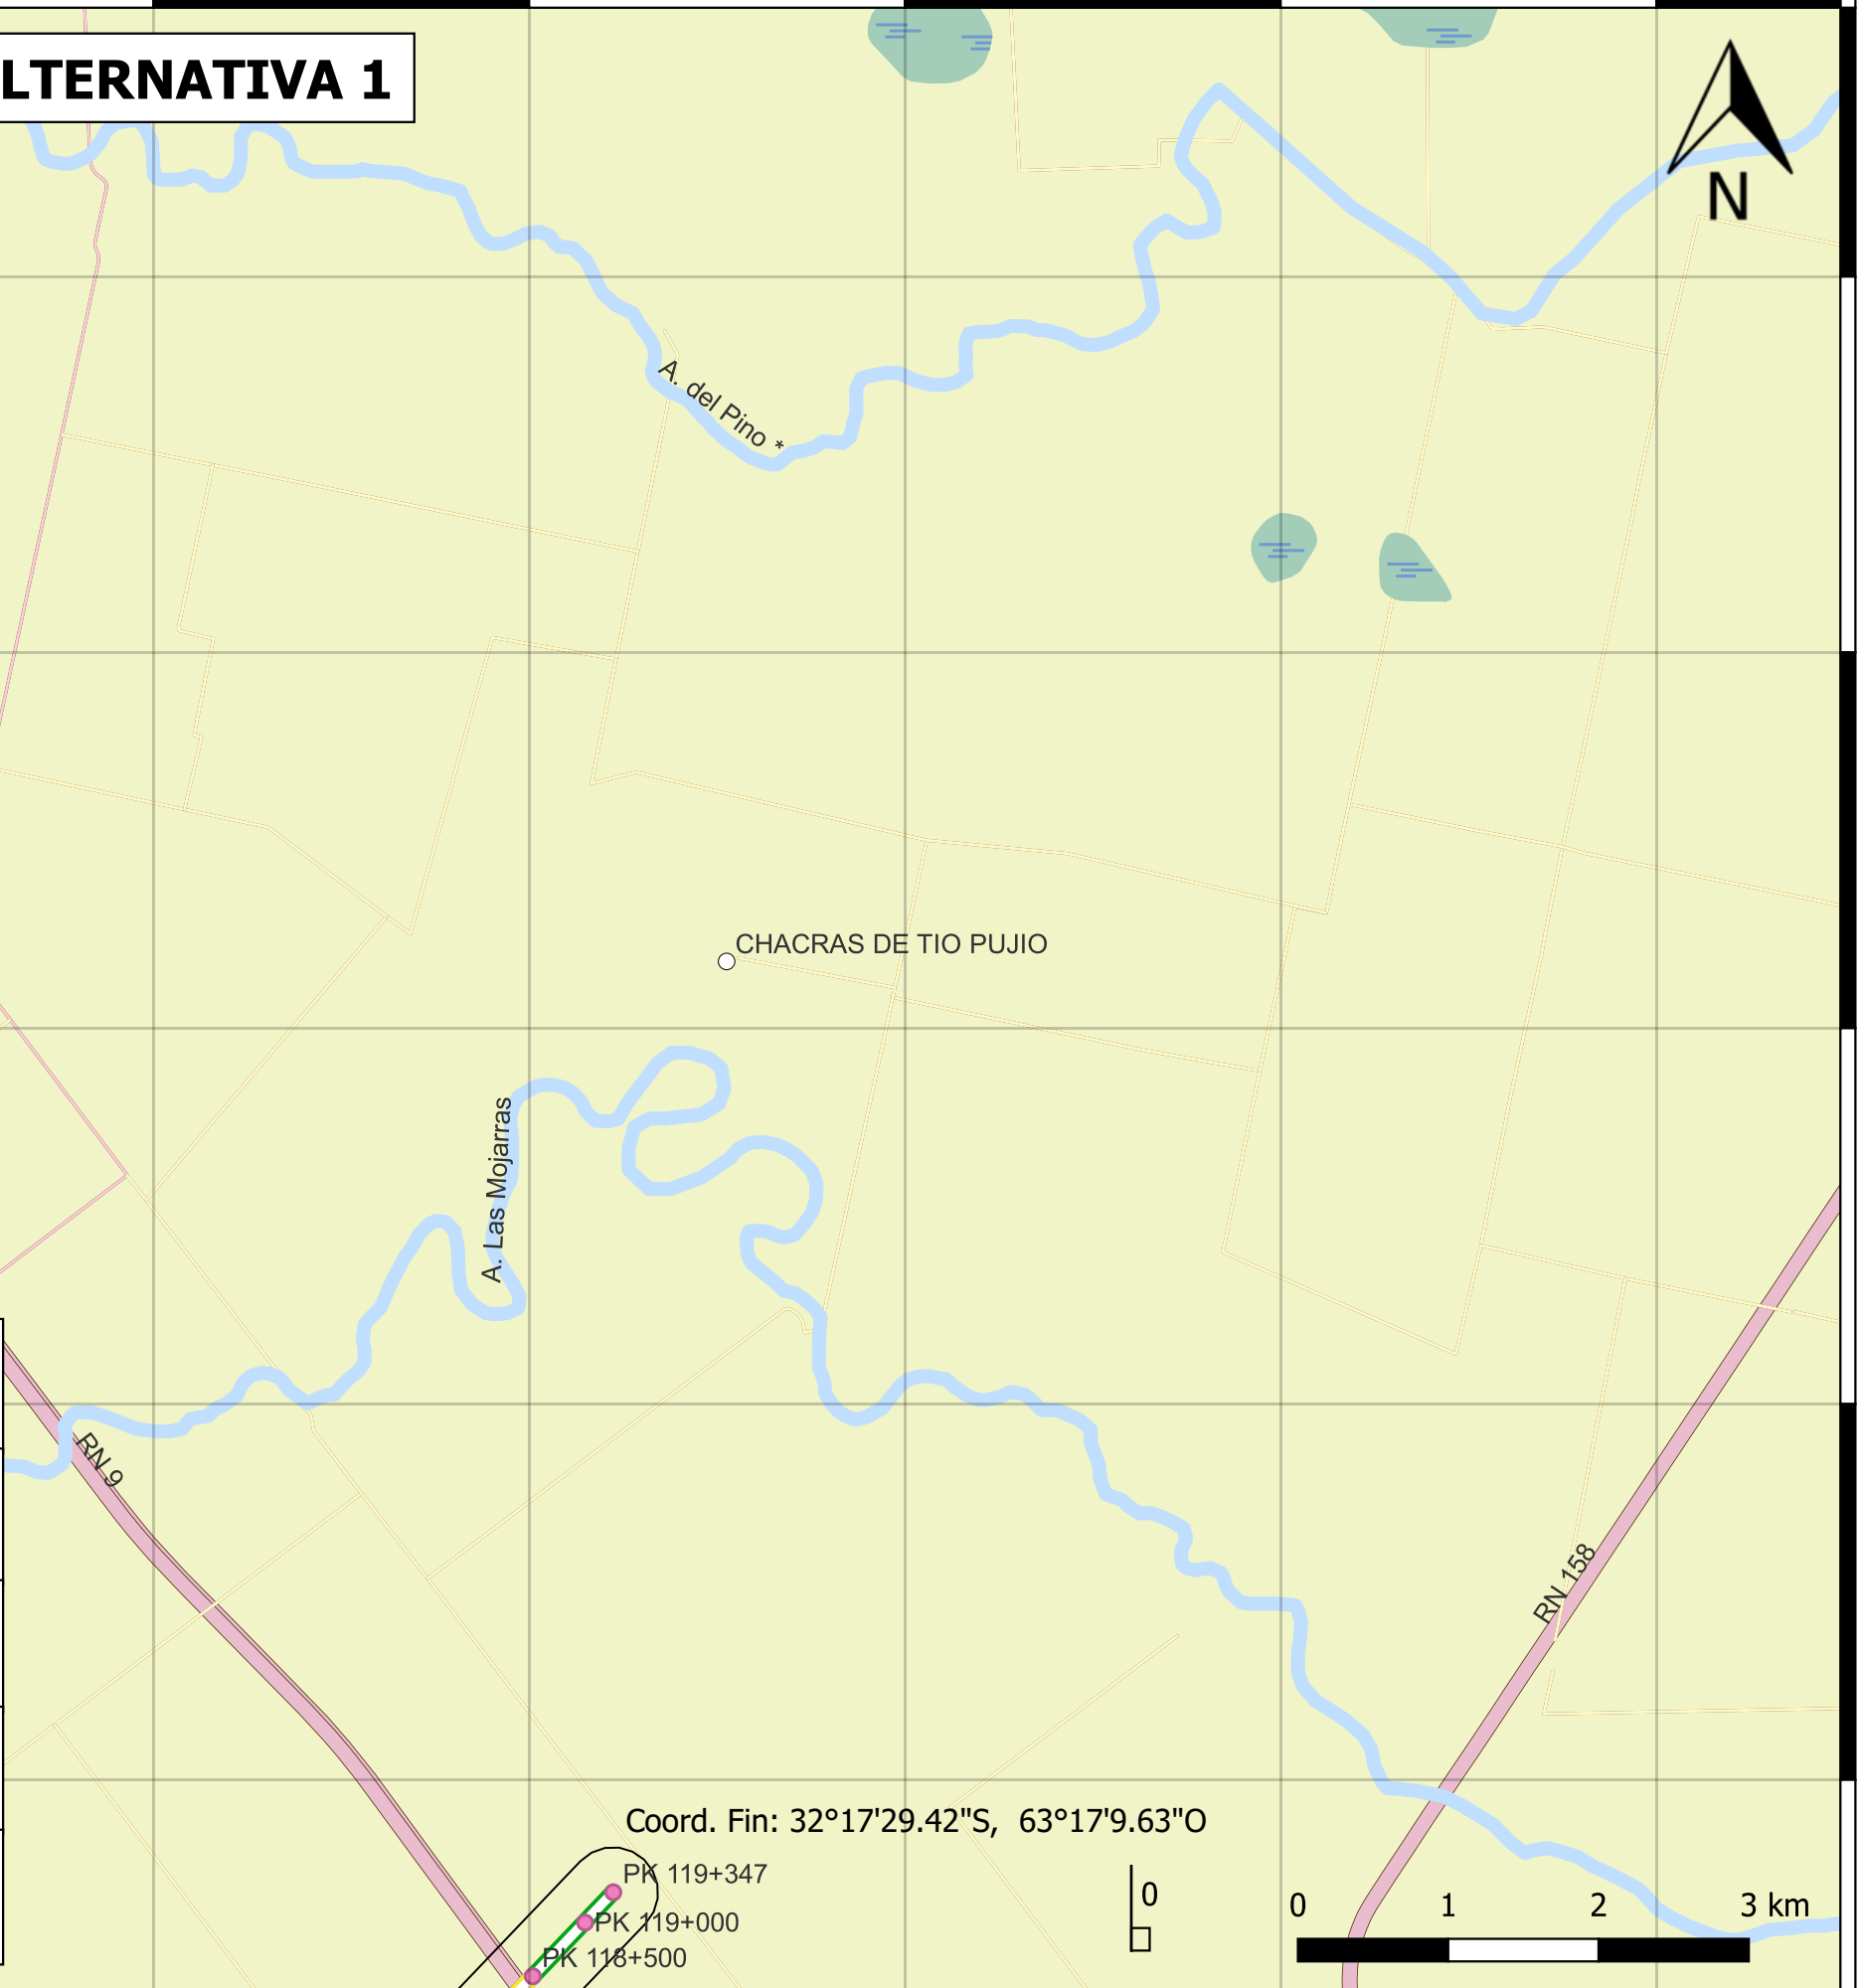 LTERNATIVA 1
N
A. del Pino *
CHACRAS DE TIO PUJIO
A. Las Mojarras
RN 9
RN 158
Coord. Fin: 32°17'29.42"S, 63°17'9.63"O
PK 119+347
PK 119+000
PK 118+500
0
0 1 2 3 km